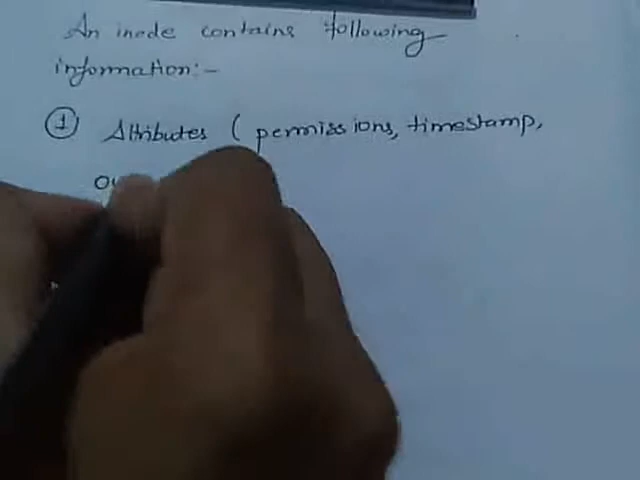 An inode contains following
information:-
① Attributes ( permissions, timestamp,